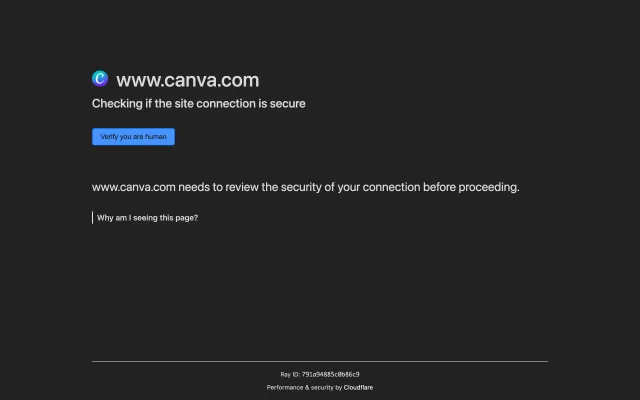 www.canva.com
Checking if the site connection is secure
Verify you are human
www.canva.com needs to review the security of your connection before proceeding.
Why am I seeing this page?
Ray ID: 791a94885c0b86c9
Performance & security by Cloudflare